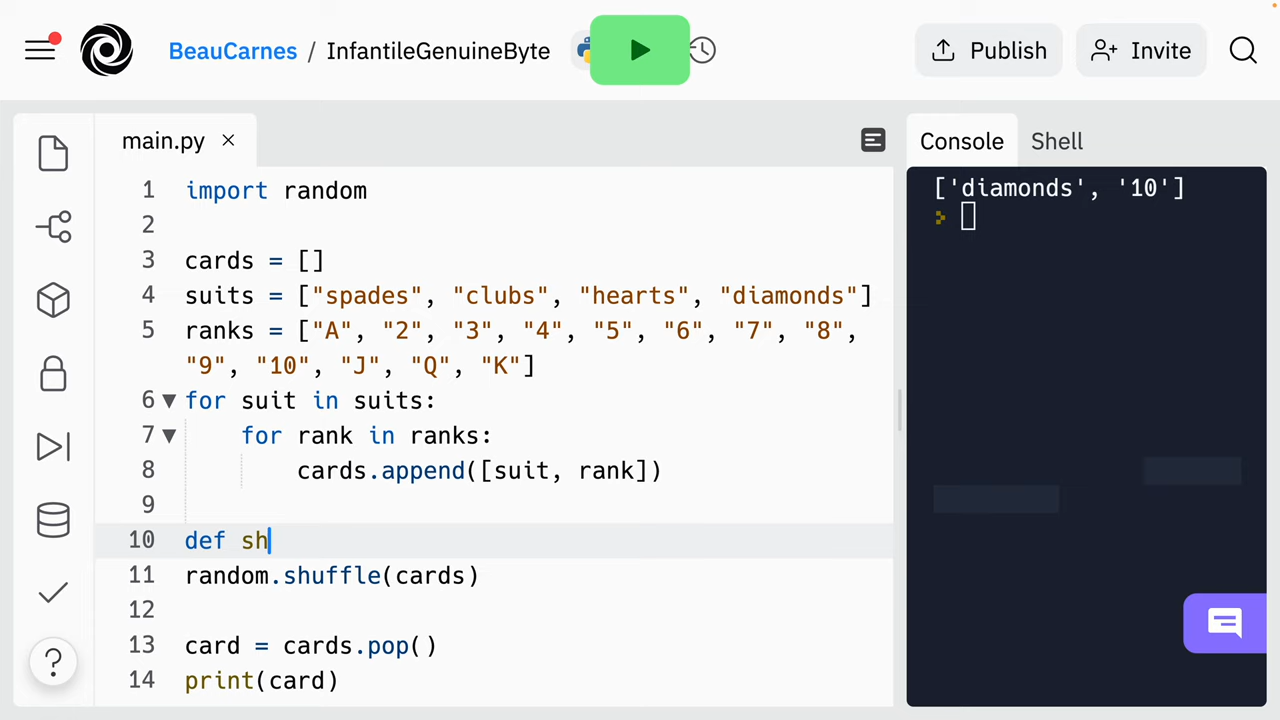 BeauCarnes / InfantileGenuineByte
Publish
Invite
main.py ×
Console
Shell
1 import random
2
3 cards = []
4 suits = ["spades", "clubs", "hearts", "diamonds"]
5 ranks = ["A", "2", "3", "4", "5", "6", "7", "8",
"9", "10", "J", "Q", "K"]
6 for suit in suits:
7 for rank in ranks:
8 cards.append([suit, rank])
9
10 def sh
11 random.shuffle(cards)
12
13 card = cards.pop()
14 print(card)
['diamonds', '10']
?